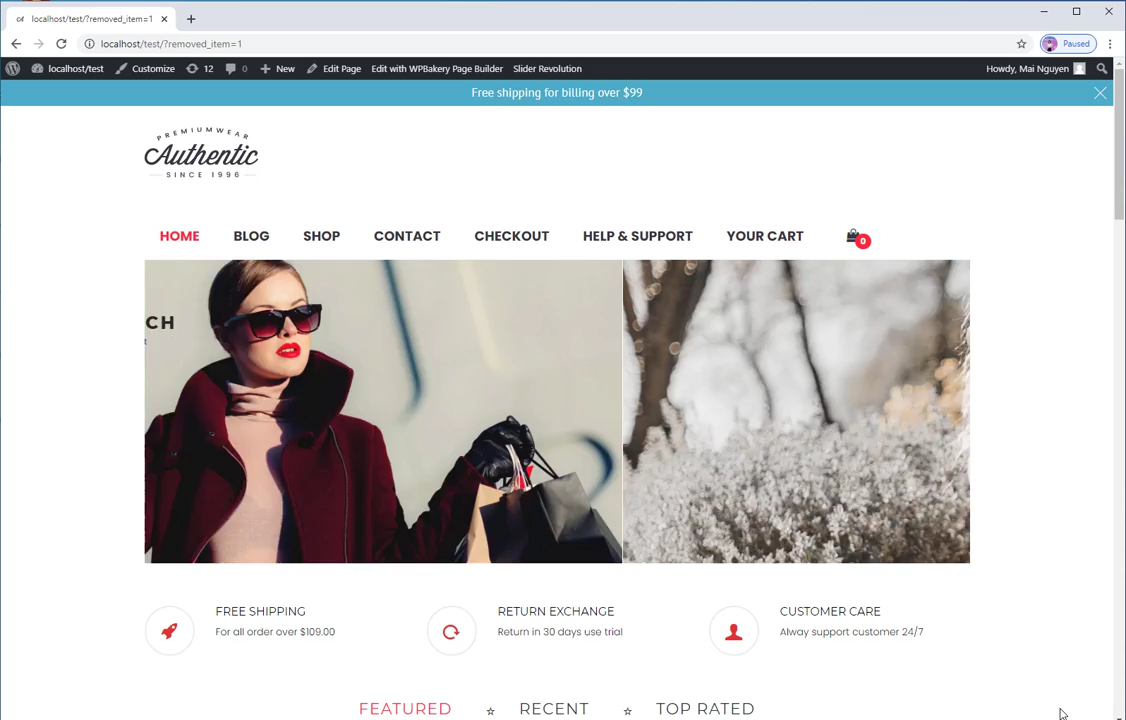 localhost/test/?removed_item=1
localhost/test/?removed_item=1
Paused
localhost/test
Customize
12
0
New
Edit Page
Edit with WPBakery Page Builder
Slider Revolution
Howdy, Mai Nguyen
Free shipping for billing over $99
PREMIUMWEAR
Authentic
SINCE 1996
HOME
BLOG
SHOP
CONTACT
CHECKOUT
HELP & SUPPORT
YOUR CART
0
CH
t
FREE SHIPPING
For all order over $109.00
RETURN EXCHANGE
Return in 30 days use trial
CUSTOMER CARE
Alway support customer 24/7
FEATURED
RECENT
TOP RATED